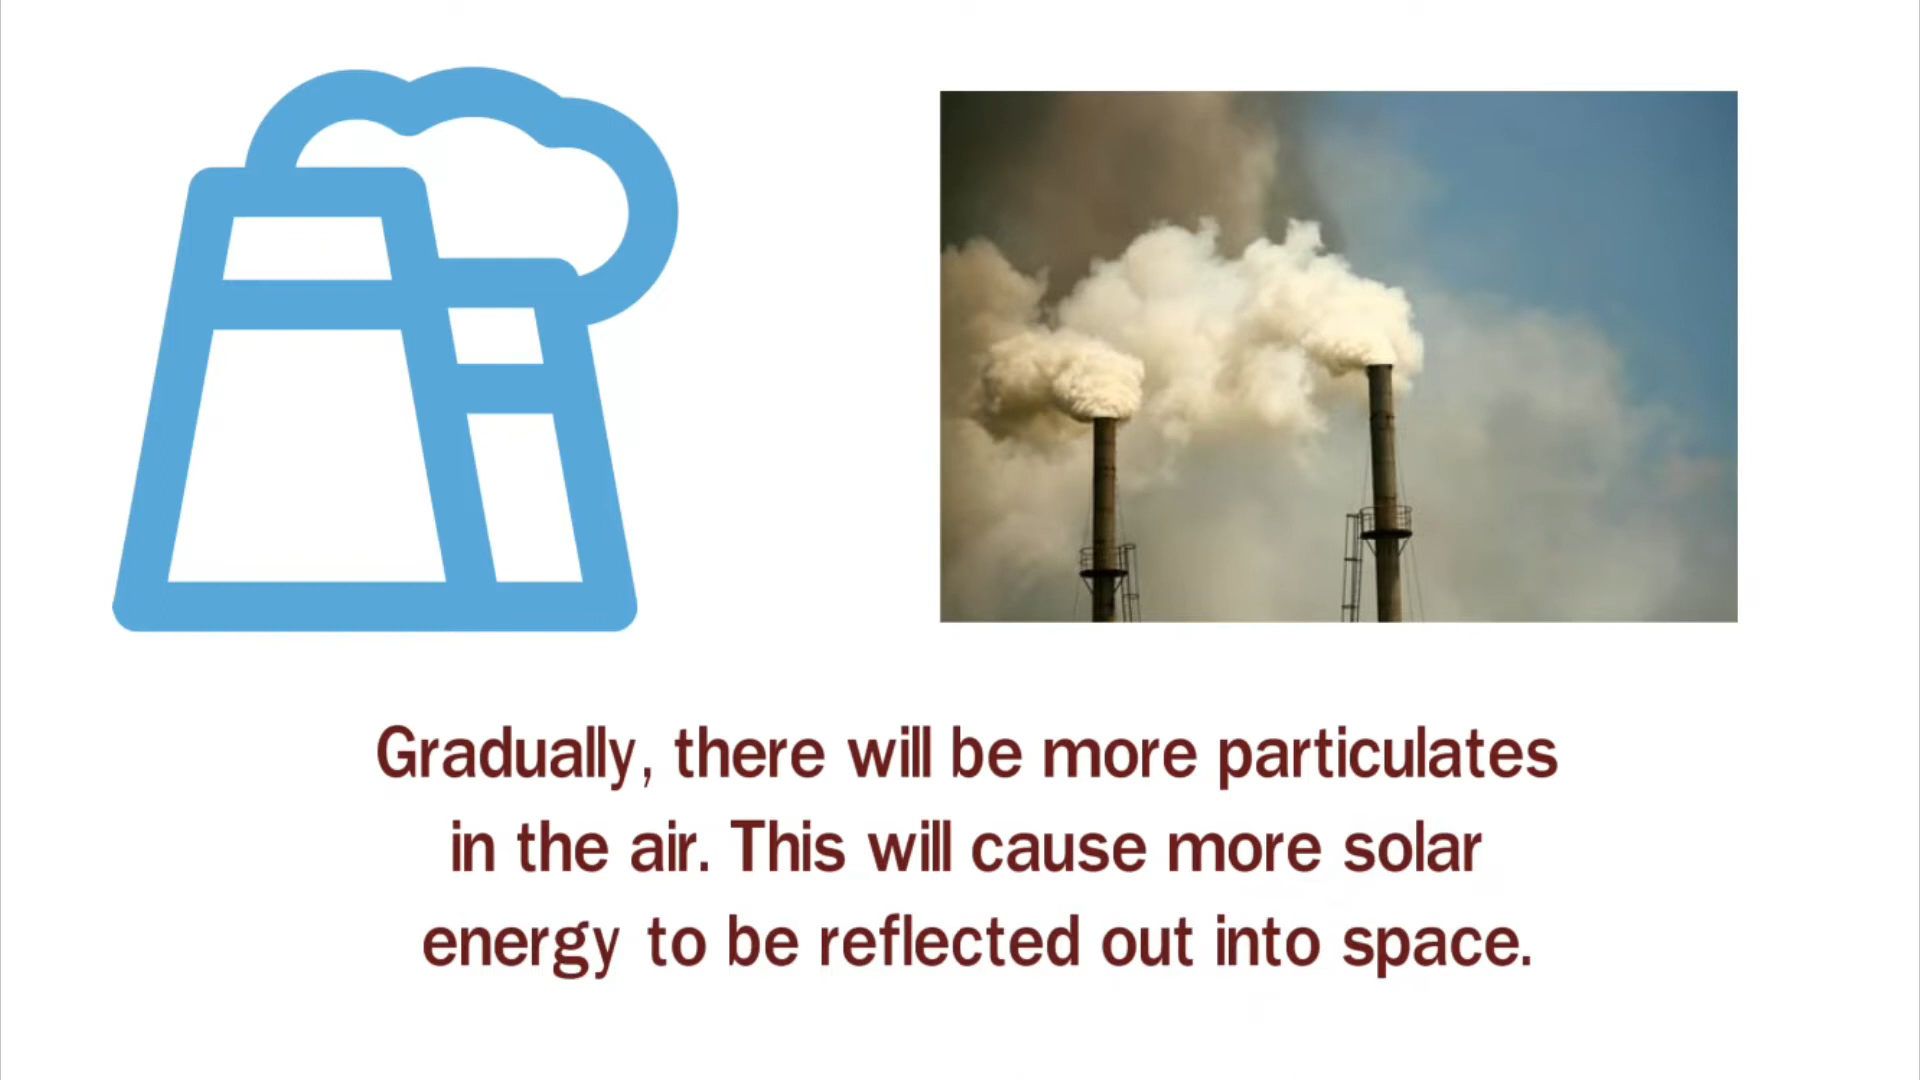 Gradually, there will be more particulates
in the air. This will cause more solar
energy to be reflected out into space.